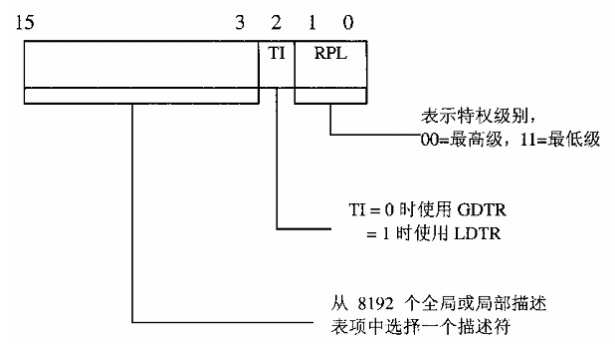 15 3 2 1 0
TI RPL
表示特权级别，
00=最高级，11=最低级
TI = 0 时使用 GDTR
= 1 时使用 LDTR
从 8192 个全局或局部描述
表项中选择一个描述符